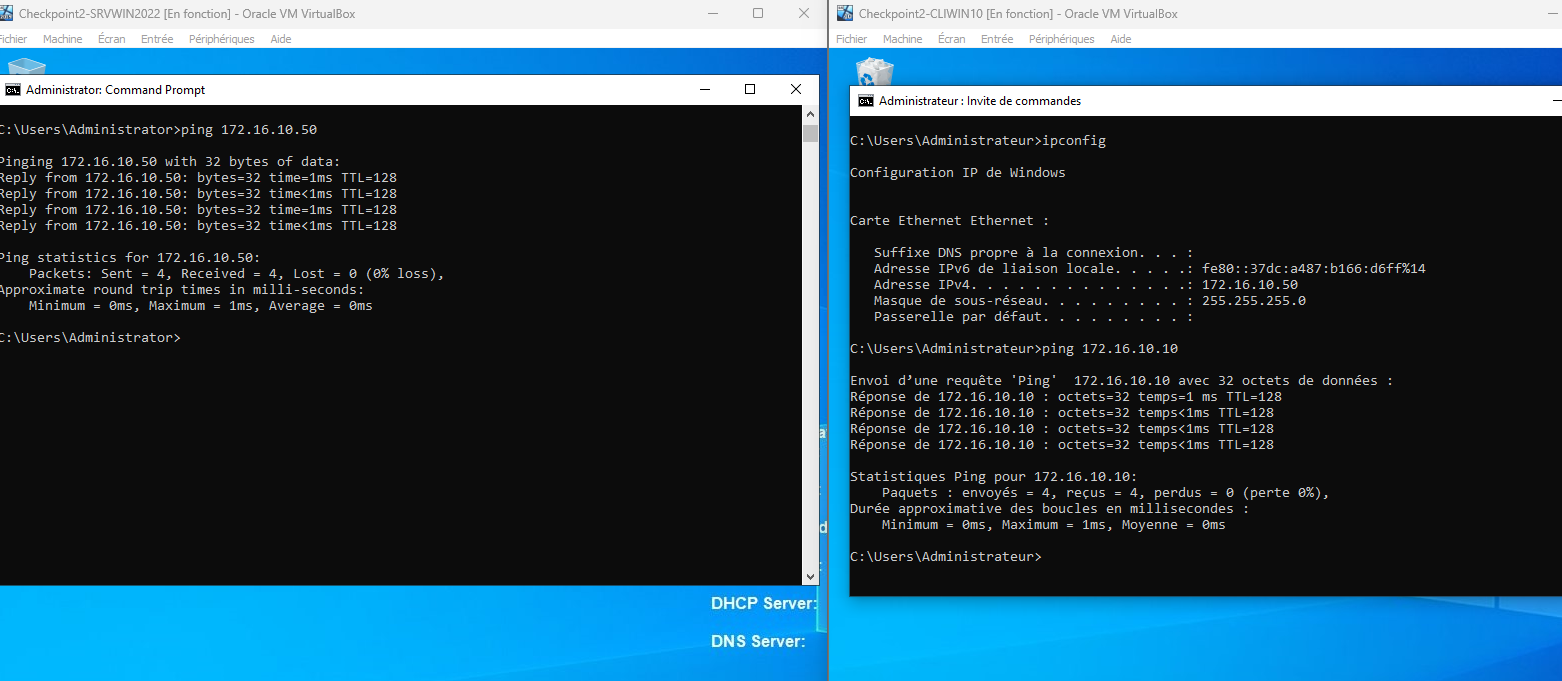 Checkpoint2-SRVWIN2022 [En fonction] - Oracle VM VirtualBox
Fichier Machine Écran Entrée Périphériques Aide
Administrator: Command Prompt
C:\Users\Administrator>ping 172.16.10.50
Pinging 172.16.10.50 with 32 bytes of data:
Reply from 172.16.10.50: bytes=32 time=1ms TTL=128
Reply from 172.16.10.50: bytes=32 time<1ms TTL=128
Reply from 172.16.10.50: bytes=32 time=1ms TTL=128
Reply from 172.16.10.50: bytes=32 time<1ms TTL=128
Ping statistics for 172.16.10.50:
Packets: Sent = 4, Received = 4, Lost = 0 (0% loss),
Approximate round trip times in milli-seconds:
Minimum = 0ms, Maximum = 1ms, Average = 0ms
C:\Users\Administrator>
DHCP Server:
DNS Server:
Checkpoint2-CLIWIN10 [En fonction] - Oracle VM VirtualBox
Fichier Machine Écran Entrée Périphériques Aide
Administrateur : Invite de commandes
C:\Users\Administrateur>ipconfig
Configuration IP de Windows
Carte Ethernet Ethernet :
Suffixe DNS propre à la connexion. . . :
Adresse IPv6 de liaison locale. . . . .: fe80::37dc:a487:b166:d6ff%14
Adresse IPv4. . . . . . . . . . . . . .: 172.16.10.50
Masque de sous-réseau. . . . . . . . . : 255.255.255.0
Passerelle par défaut. . . . . . . . . :
C:\Users\Administrateur>ping 172.16.10.10
Envoi d’une requête 'Ping'  172.16.10.10 avec 32 octets de données :
Réponse de 172.16.10.10 : octets=32 temps=1 ms TTL=128
Réponse de 172.16.10.10 : octets=32 temps<1ms TTL=128
Réponse de 172.16.10.10 : octets=32 temps<1ms TTL=128
Réponse de 172.16.10.10 : octets=32 temps<1ms TTL=128
Statistiques Ping pour 172.16.10.10:
Paquets : envoyés = 4, reçus = 4, perdus = 0 (perte 0%),
Durée approximative des boucles en millisecondes :
Minimum = 0ms, Maximum = 1ms, Moyenne = 0ms
C:\Users\Administrateur>